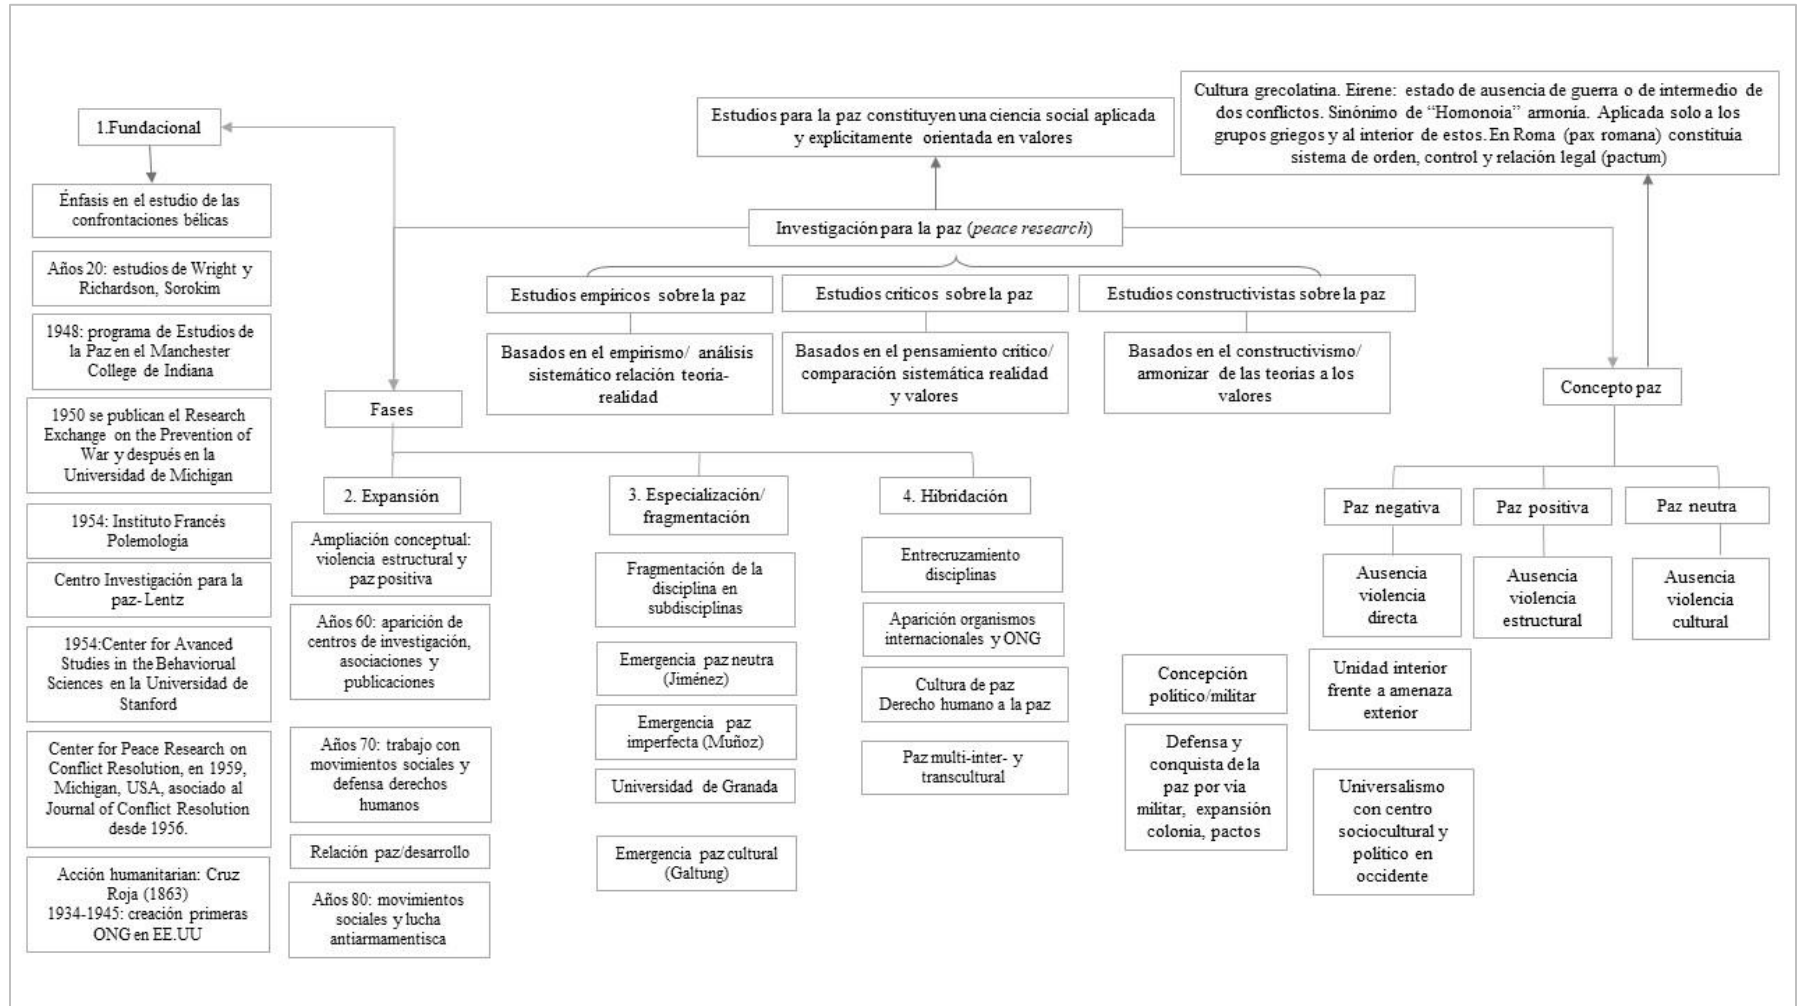 Estudios para la paz constituyen una ciencia social aplicada
y explícitamente orientada en valores
Cultura grecolatina. Eirene: estado de ausencia de guerra o de intermedio de
dos conflictos. Sinónimo de “Homonoia” armonía. Aplicada solo a los
grupos griegos y al interior de estos. En Roma (pax romana) constituía
sistema de orden, control y relación legal (pactum)
Investigación para la paz (peace research)
Estudios empíricos sobre la paz
Basados en el empirismo/ análisis
sistemático relación teoría-
realidad
Estudios críticos sobre la paz
Basados en el pensamiento crítico/
comparación sistemática realidad
y valores
Estudios constructivistas sobre la paz
Basados en el constructivismo/
armonizar de las teorías a los
valores
Fases
1.Fundacional
Énfasis en el estudio de las
confrontaciones bélicas
Años 20: estudios de Wright y
Richardson, Sorokim
1948: programa de Estudios de
la Paz en el Manchester
College de Indiana
1950 se publican el Research
Exchange on the Prevention of
War y después en la
Universidad de Michigan
1954: Instituto Francés
Polemología
Centro Investigación para la
paz- Lentz
1954:Center for Avanced
Studies in the Behaviorual
Sciences en la Universidad de
Stanford
Center for Peace Research on
Conflict Resolution, en 1959,
Michigan, USA, asociado al
Journal of Conflict Resolution
desde 1956.
Acción humanitarian: Cruz
Roja (1863)
1934-1945: creación primeras
ONG en EE.UU
2. Expansión
Ampliación conceptual:
violencia estructural y
paz positiva
Años 60: aparición de
centros de investigación,
asociaciones y
publicaciones
Años 70: trabajo con
movimientos sociales y
defensa derechos
humanos
Relación paz/desarrollo
Años 80: movimientos
sociales y lucha
antiarmamentisca
3. Especialización/
fragmentación
Fragmentación de la
disciplina en
subdisciplinas
Emergencia paz neutra
(Jiménez)
Emergencia paz
imperfecta (Muñoz)
Universidad de Granada
Emergencia paz cultural
(Galtung)
4. Hibridación
Entrecruzamiento
disciplinas
Aparición organismos
internacionales y ONG
Cultura de paz
Derecho humano a la paz
Paz multi-inter- y
transcultural
Concepto paz
Paz negativa
Ausencia
violencia
directa
Paz positiva
Ausencia
violencia
estructural
Paz neutra
Ausencia
violencia
cultural
Concepción
político/militar
Defensa y
conquista de la
paz por vía
militar, expansión
colonia, pactos
Unidad interior
frente a amenaza
exterior
Universalismo
con centro
sociocultural y
político en
occidente